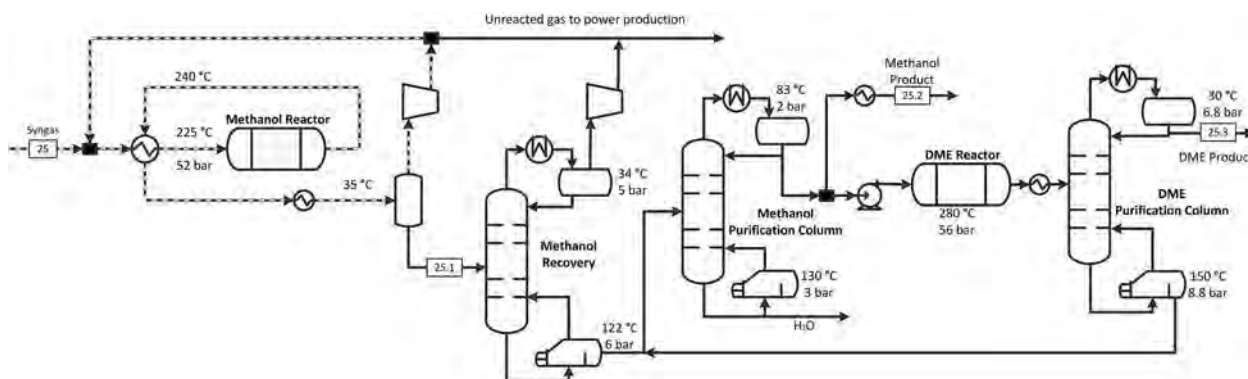 Unreacted gas to power production
240 °C
Syngas
25
225 °C
52 bar
Methanol Reactor
35 °C
25.1
34 °C
5 bar
Methanol
Recovery
122 °C
6 bar
83 °C
2 bar
Methanol
Product
25.2
Methanol
Purification Column
130 °C
3 bar
H₂O
DME Reactor
280 °C
56 bar
30 °C
6.8 bar
25.3
DME Product
DME
Purification Column
150 °C
8.8 bar